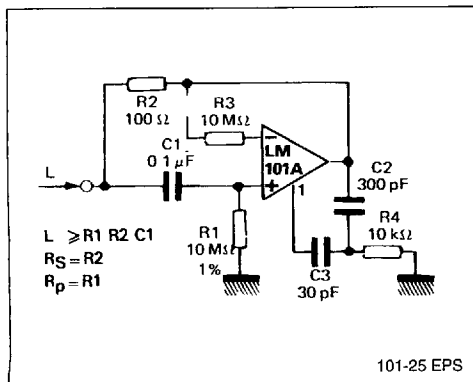 R2
100 Ω
R3
10 MΩ
C1
0.1 μF
LM
101A
−
+
1
L
C2
300 pF
R4
10 kΩ
R1
10 MΩ
1%
C3
30 pF
L ⩾ R1 R2 C1
RS = R2
Rp = R1
101-25 EPS